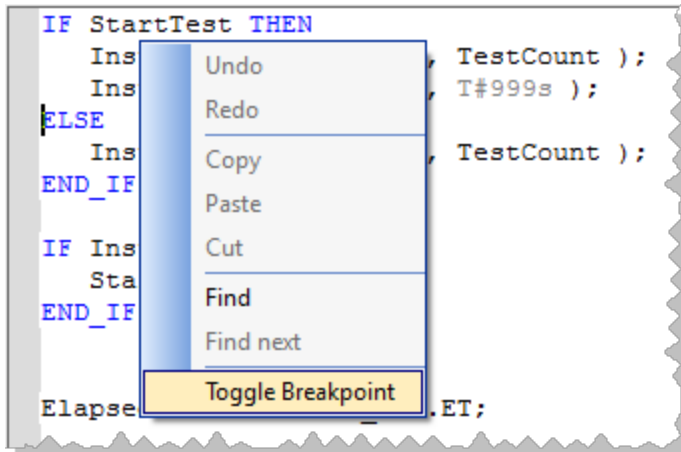 IF StartTest THEN
Ins , TestCount );
Ins , T#999s );
ELSE
Ins , TestCount );
END_IF
IF Ins
Sta
END_IF
Elapse .ET;
Undo
Redo
Copy
Paste
Cut
Find
Find next
Toggle Breakpoint